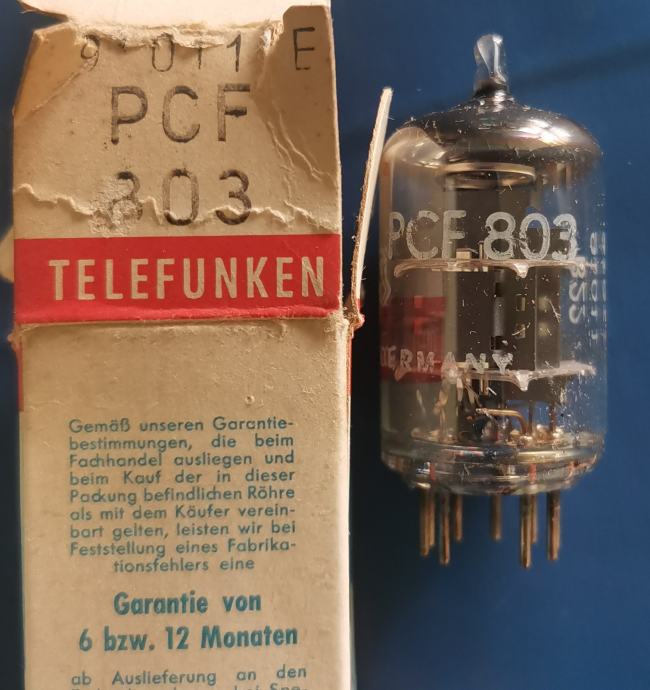 9 011 E
PCF
803
TELEFUNKEN
Gemäß unseren Garantie-
bestimmungen, die beim
Fachhandel ausliegen und
beim Kauf der in dieser
Packung befindlichen Röhre
als mit dem Käufer verein-
bart gelten, leisten wir bei
Feststellung eines Fabrika-
tionsfehlers eine
Garantie von
6 bzw. 12 Monaten
ab Auslieferung an den
PCF 803
GERMANY